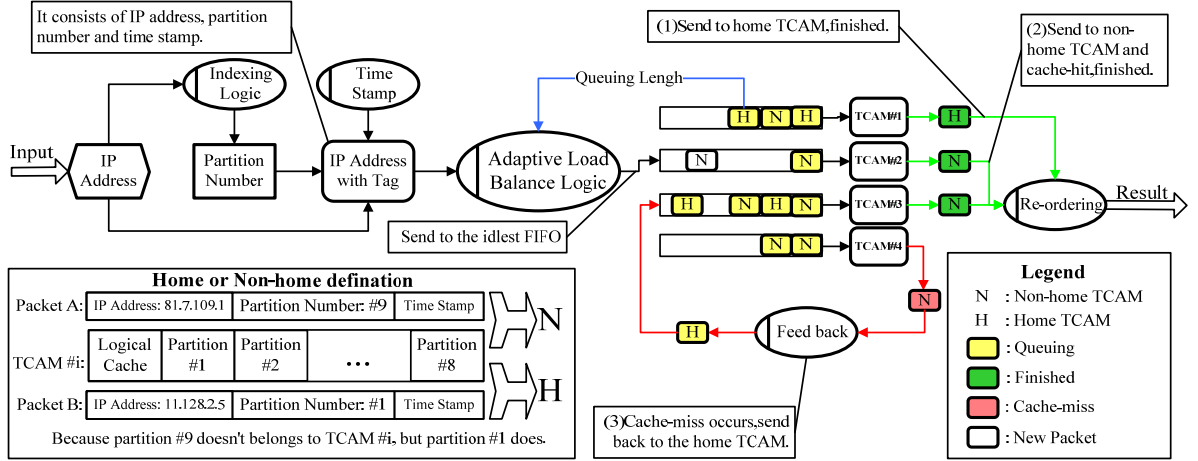 It consists of IP address, partition
number and time stamp.
(1)Send to home TCAM,finished.
(2)Send to non-
home TCAM and
cache-hit,finished.
Indexing
Logic
Time
Stamp
Queuing Lengh
H N H
TCAM#1
H
Input
IP
Address
Partition
Number
IP Address
with Tag
Adaptive Load
Balance Logic
N N
TCAM#2
N
H N H N
TCAM#3
N
Re-ordering
Result
Send to the idlest FIFO
N N
TCAM#4
N
H
Feed back
(3)Cache-miss occurs,send
back to the home TCAM.
Home or Non-home defination
Packet A: IP Address: 81.7.109.1 Partition Number: #9 Time Stamp
N
TCAM #i: Logical Cache Partition #1 Partition #2 ... Partition #8
H
Packet B: IP Address: 11.128.2.5 Partition Number: #1 Time Stamp
Because partition #9 doesn't belongs to TCAM #i, but partition #1 does.
Legend
N : Non-home TCAM
H : Home TCAM
: Queuing
: Finished
: Cache-miss
: New Packet